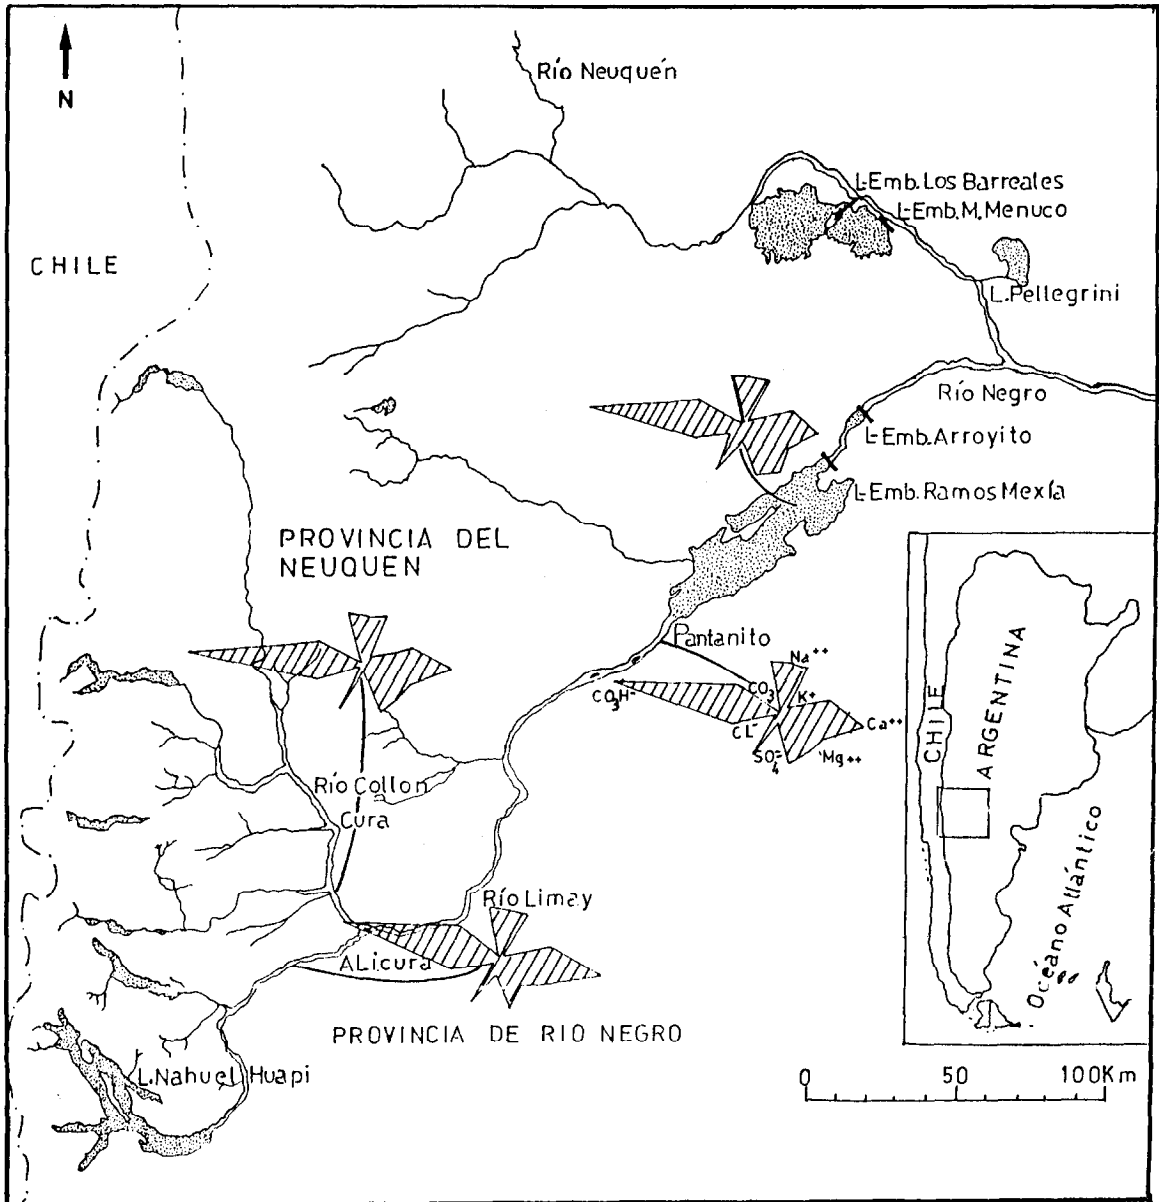 N
Río Neuquén
L-Emb. Los Barreales
L-Emb. M. Menuco
CHILE
L. Pellegrini
Río Negro
L-Emb. Arroyito
L-Emb. Ramos Mexía
PROVINCIA DEL
NEUQUEN
Pantanito
Na++
CO3
K+
CO3H-
Ca++
CL-
SO4=
Mg++
Río Collon
Cura
Río Limay
ALicura
PROVINCIA DE RIO NEGRO
L. Nahuel Huapi
CHILE
ARGENTINA
Océano Atlántico
0 50 100Km